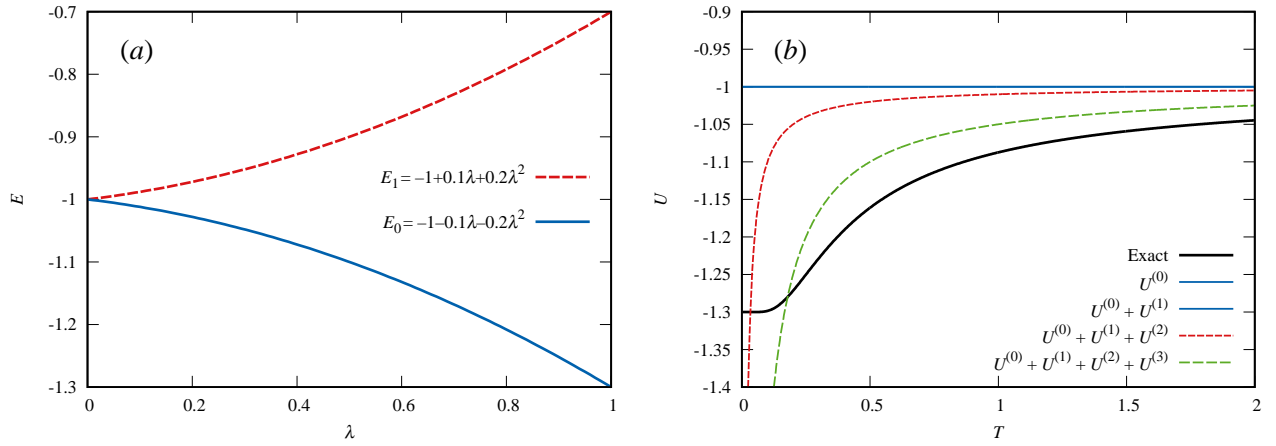 (a)
-0.7
-0.8
-0.9
-1
-1.1
-1.2
-1.3
E
0
0.2
0.4
0.6
0.8
1
λ
E₁ = −1+0.1λ+0.2λ²
E₀ = −1−0.1λ−0.2λ²
(b)
-0.9
-0.95
-1
-1.05
-1.1
-1.15
-1.2
-1.25
-1.3
-1.35
-1.4
U
0
0.5
1
1.5
2
T
Exact
U⁽⁰⁾
U⁽⁰⁾ + U⁽¹⁾
U⁽⁰⁾ + U⁽¹⁾ + U⁽²⁾
U⁽⁰⁾ + U⁽¹⁾ + U⁽²⁾ + U⁽³⁾